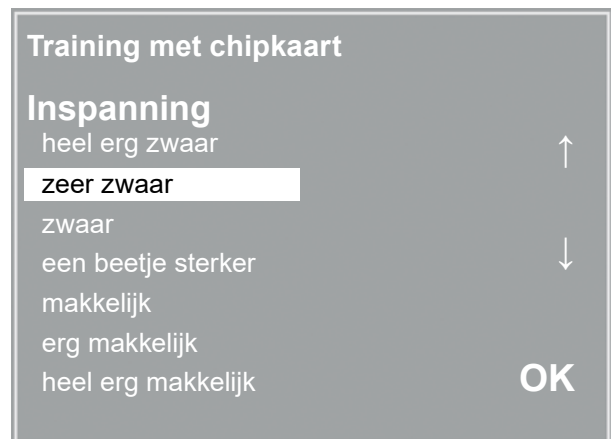 Training met chipkaart
Inspanning
heel erg zwaar
↑
zeer zwaar
zwaar
een beetje sterker
↓
makkelijk
erg makkelijk
heel erg makkelijk
OK